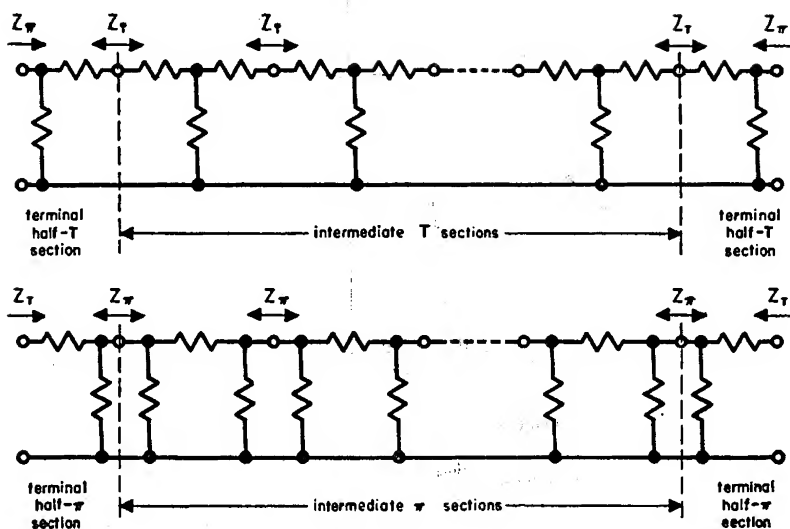 Zπ ZT ZT ZT Zπ
terminal half-T section
intermediate T sections
terminal half-T section
ZT Zπ Zπ Zπ ZT
terminal half-π section
intermediate π sections
terminal half-π eection